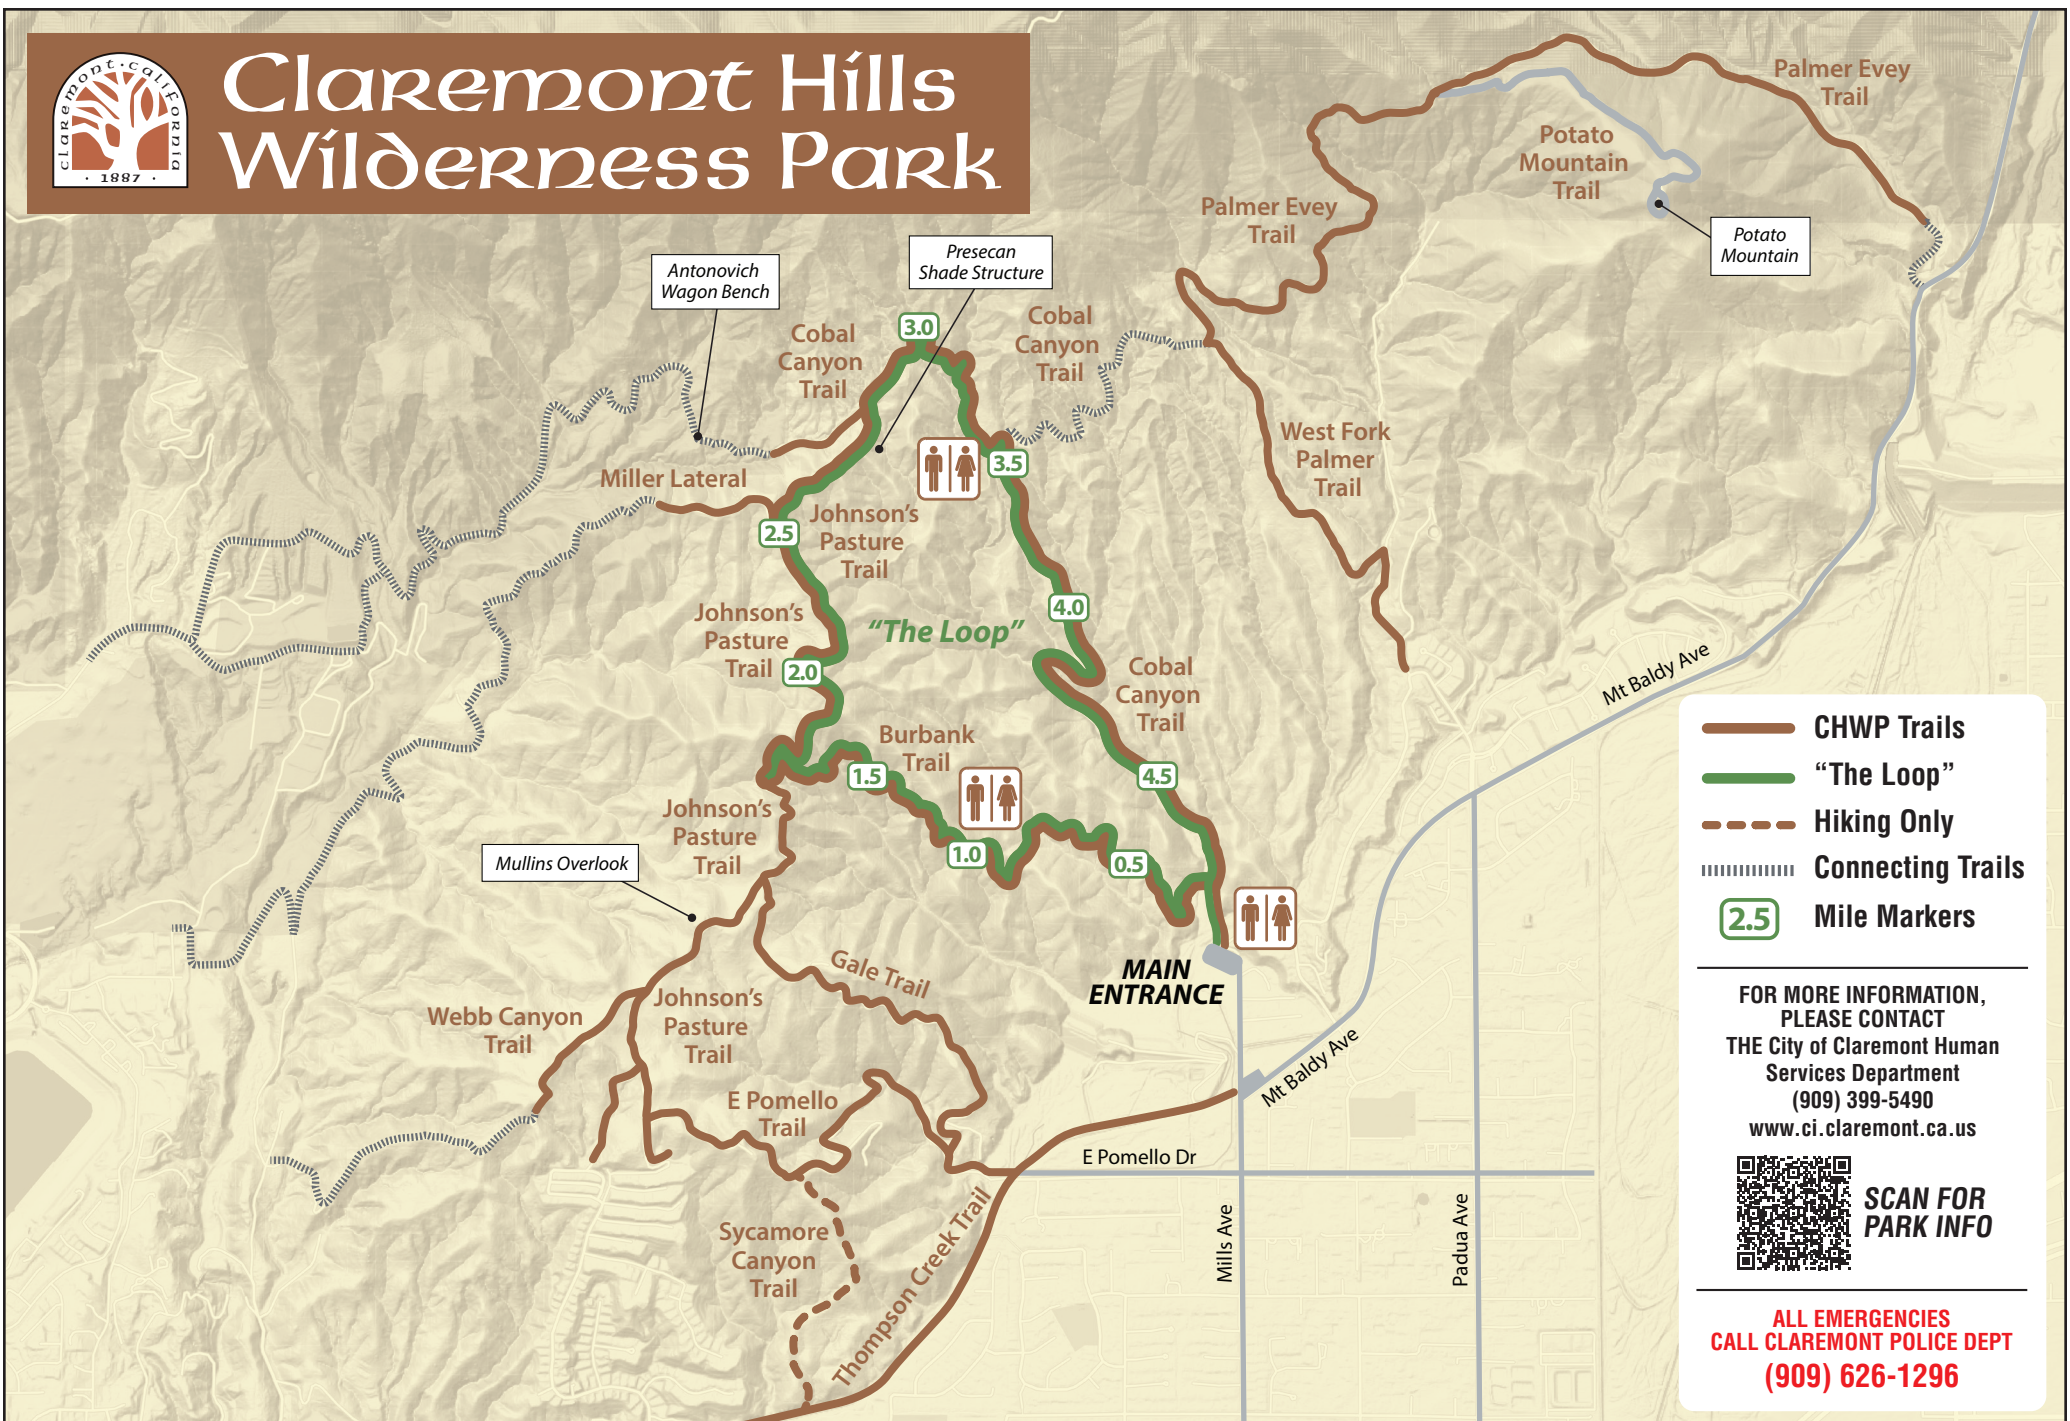 Claremont Hills
Wilderness Park
claremont·california
· 1887 ·
Palmer Evey
Trail
Potato
Mountain
Trail
Palmer Evey
Trail
Potato
Mountain
Presecan
Shade Structure
Antonovich
Wagon Bench
Cobal
Canyon
Trail
3.0
Cobal
Canyon
Trail
West Fork
Palmer
Trail
3.5
Miller Lateral
2.5
Johnson's
Pasture
Trail
4.0
Johnson's
Pasture
Trail
2.0
"The Loop"
Cobal
Canyon
Trail
Mt Baldy Ave
Burbank
Trail
1.5
4.5
Johnson's
Pasture
Trail
1.0
0.5
Mullins Overlook
MAIN
ENTRANCE
Gale Trail
Webb Canyon
Trail
Johnson's
Pasture
Trail
Mt Baldy Ave
E Pomello
Trail
E Pomello Dr
Sycamore
Canyon
Trail
Thompson Creek Trail
Mills Ave
Padua Ave
CHWP Trails
"The Loop"
Hiking Only
Connecting Trails
2.5
Mile Markers
FOR MORE INFORMATION,
PLEASE CONTACT
THE City of Claremont Human
Services Department
(909) 399-5490
www.ci.claremont.ca.us
SCAN FOR
PARK INFO
ALL EMERGENCIES
CALL CLAREMONT POLICE DEPT
(909) 626-1296